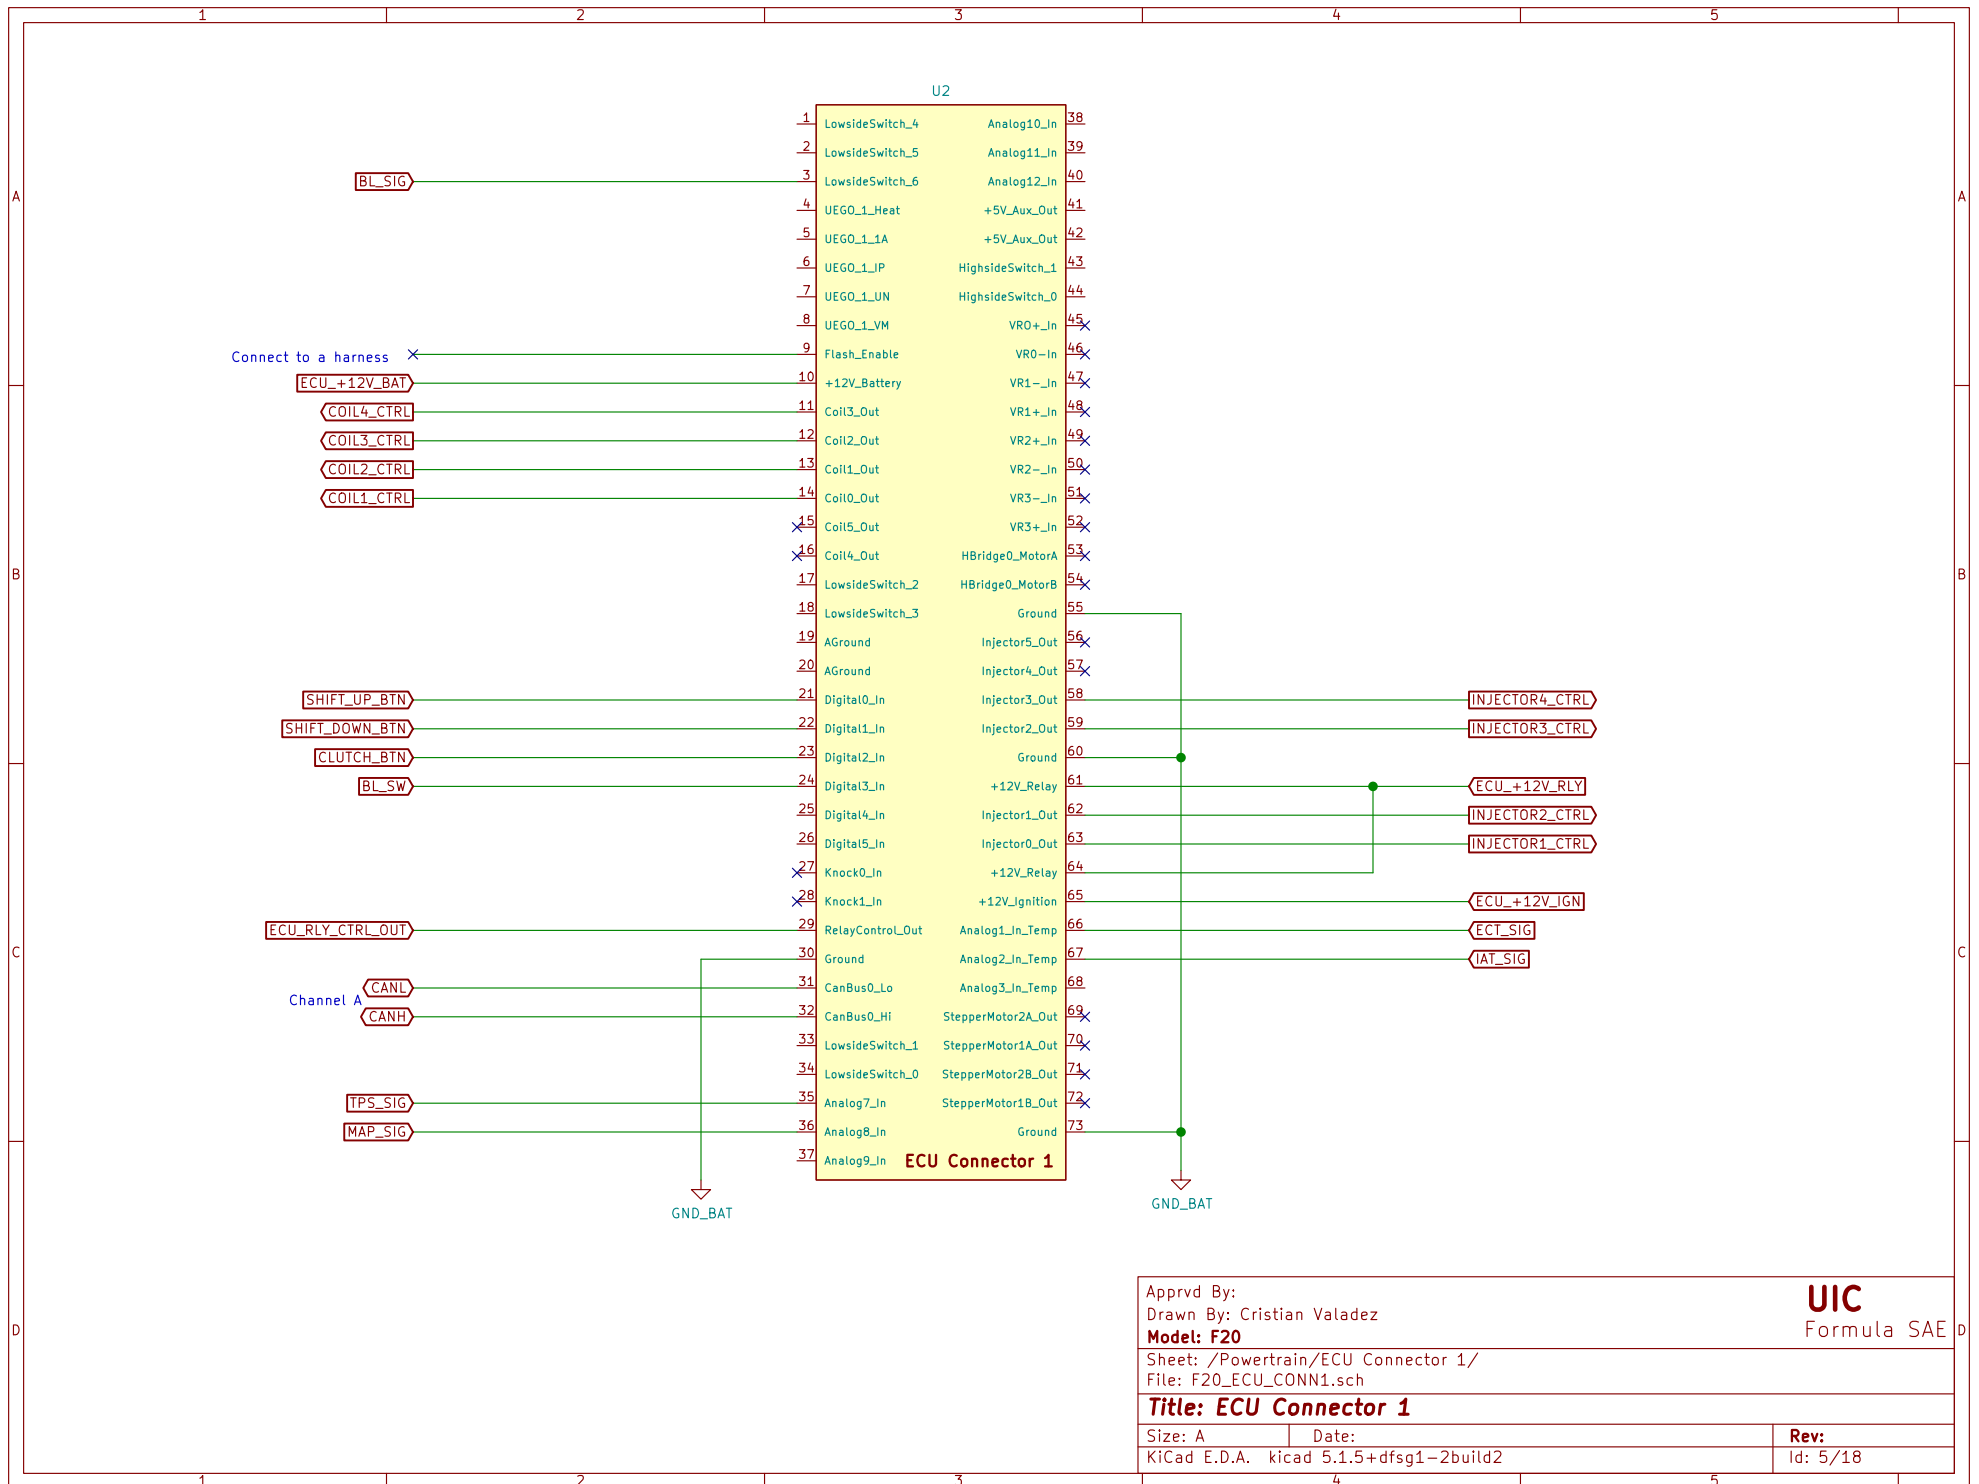 1 2 3 4 5
U2
1 LowsideSwitch_4 Analog10_In 38
2 LowsideSwitch_5 Analog11_In 39
A BL_SIG 3 LowsideSwitch_6 Analog12_In 40 A
4 UEGO_1_Heat +5V_Aux_Out 41
5 UEGO_1_1A +5V_Aux_Out 42
6 UEGO_1_IP HighsideSwitch_1 43
7 UEGO_1_UN HighsideSwitch_0 44
8 UEGO_1_VM VRO+_In 45
Connect to a harness 9 Flash_Enable VR0-In 46
ECU_+12V_BAT 10 +12V_Battery VR1-_In 47
COIL4_CTRL 11 Coil3_Out VR1+_In 48
COIL3_CTRL 12 Coil2_Out VR2+_In 49
COIL2_CTRL 13 Coil1_Out VR2-_In 50
COIL1_CTRL 14 Coil0_Out VR3-_In 51
15 Coil5_Out VR3+_In 52
16 Coil4_Out HBridge0_MotorA 53
B 17 LowsideSwitch_2 HBridge0_MotorB 54 B
18 LowsideSwitch_3 Ground 55
19 AGround Injector5_Out 56
20 AGround Injector4_Out 57
SHIFT_UP_BTN 21 Digital0_In Injector3_Out 58 INJECTOR4_CTRL
SHIFT_DOWN_BTN 22 Digital1_In Injector2_Out 59 INJECTOR3_CTRL
CLUTCH_BTN 23 Digital2_In Ground 60
BL_SW 24 Digital3_In +12V_Relay 61 ECU_+12V_RLY
25 Digital4_In Injector1_Out 62 INJECTOR2_CTRL
26 Digital5_In Injector0_Out 63 INJECTOR1_CTRL
27 Knock0_In +12V_Relay 64
28 Knock1_In +12V_Ignition 65 ECU_+12V_IGN
ECU_RLY_CTRL_OUT 29 RelayControl_Out Analog1_In_Temp 66 ECT_SIG
C 30 Ground Analog2_In_Temp 67 IAT_SIG C
CANL 31 CanBus0_Lo Analog3_In_Temp 68
Channel A
CANH 32 CanBus0_Hi StepperMotor2A_Out 69
33 LowsideSwitch_1 StepperMotor1A_Out 70
34 LowsideSwitch_0 StepperMotor2B_Out 71
TPS_SIG 35 Analog7_In StepperMotor1B_Out 72
MAP_SIG 36 Analog8_In Ground 73
37 Analog9_In ECU Connector 1
GND_BAT GND_BAT
Apprvd By:
Drawn By: Cristian Valadez
Model: F20
UIC
Formula SAE
D D
Sheet: /Powertrain/ECU Connector 1/
File: F20_ECU_CONN1.sch
Title: ECU Connector 1
Size: A Date: Rev:
KiCad E.D.A. kicad 5.1.5+dfsg1-2build2 Id: 5/18
1 2 3 4 5